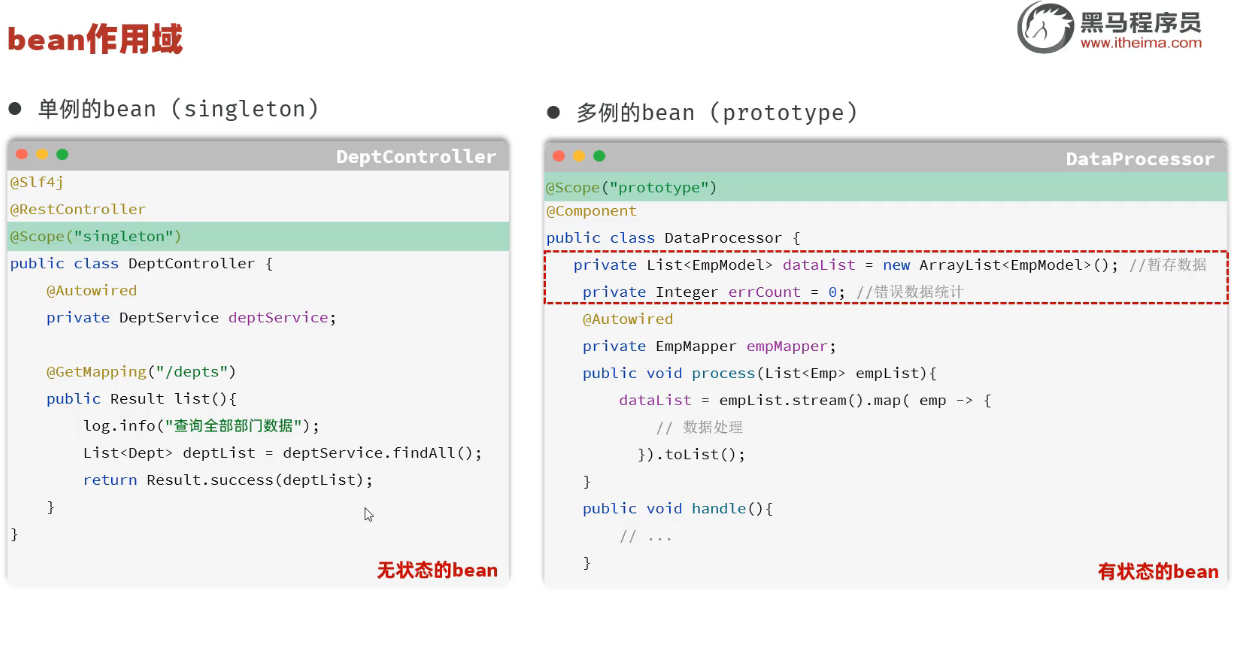 bean作用域
黑马程序员
www.itheima.com
● 单例的bean（singleton）
DeptController
@Slf4j
@RestController
@Scope("singleton")
public class DeptController {
@Autowired
private DeptService deptService;
@GetMapping("/depts")
public Result list(){
log.info("查询全部部门数据");
List<Dept> deptList = deptService.findAll();
return Result.success(deptList);
}
}
无状态的bean
● 多例的bean（prototype）
DataProcessor
@Scope("prototype")
@Component
public class DataProcessor {
private List<EmpModel> dataList = new ArrayList<EmpModel>(); //暂存数据
private Integer errCount = 0; //错误数据统计
@Autowired
private EmpMapper empMapper;
public void process(List<Emp> empList){
dataList = empList.stream().map( emp -> {
// 数据处理
}).toList();
}
public void handle(){
// ...
}
有状态的bean